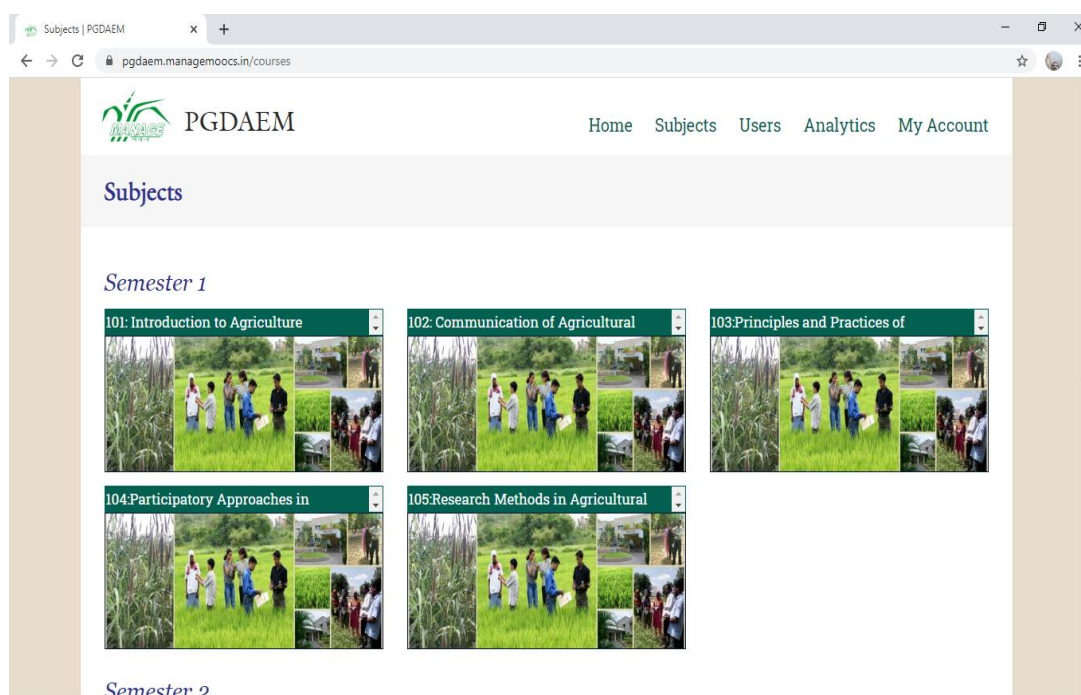 Subjects | PGDAEM
pgdaem.managemoocs.in/courses
MANAGE
PGDAEM
Home Subjects Users Analytics My Account
Subjects
Semester 1
101: Introduction to Agriculture
102: Communication of Agricultural
103:Principles and Practices of
104:Participatory Approaches in
105:Research Methods in Agricultural
Semester 2